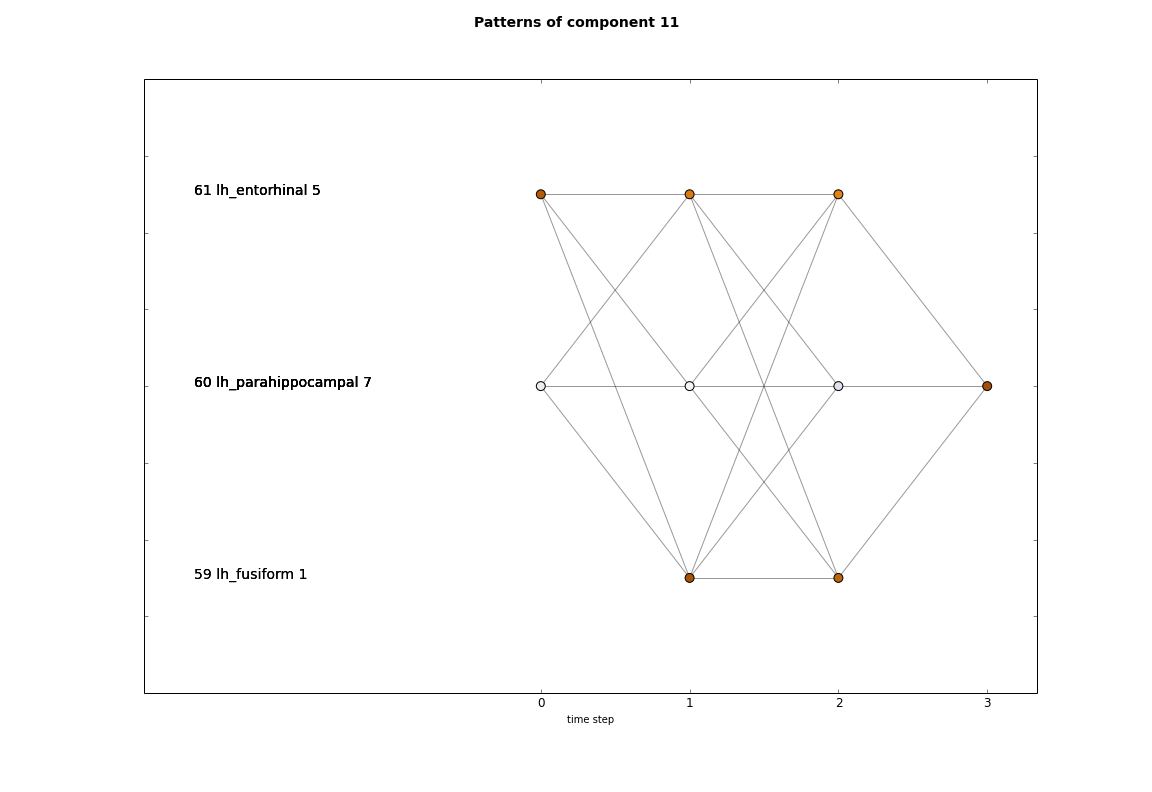 Patterns of component 11
61 lh_entorhinal 5
60 lh_parahippocampal 7
59 lh_fusiform 1
0 1 2 3
time step